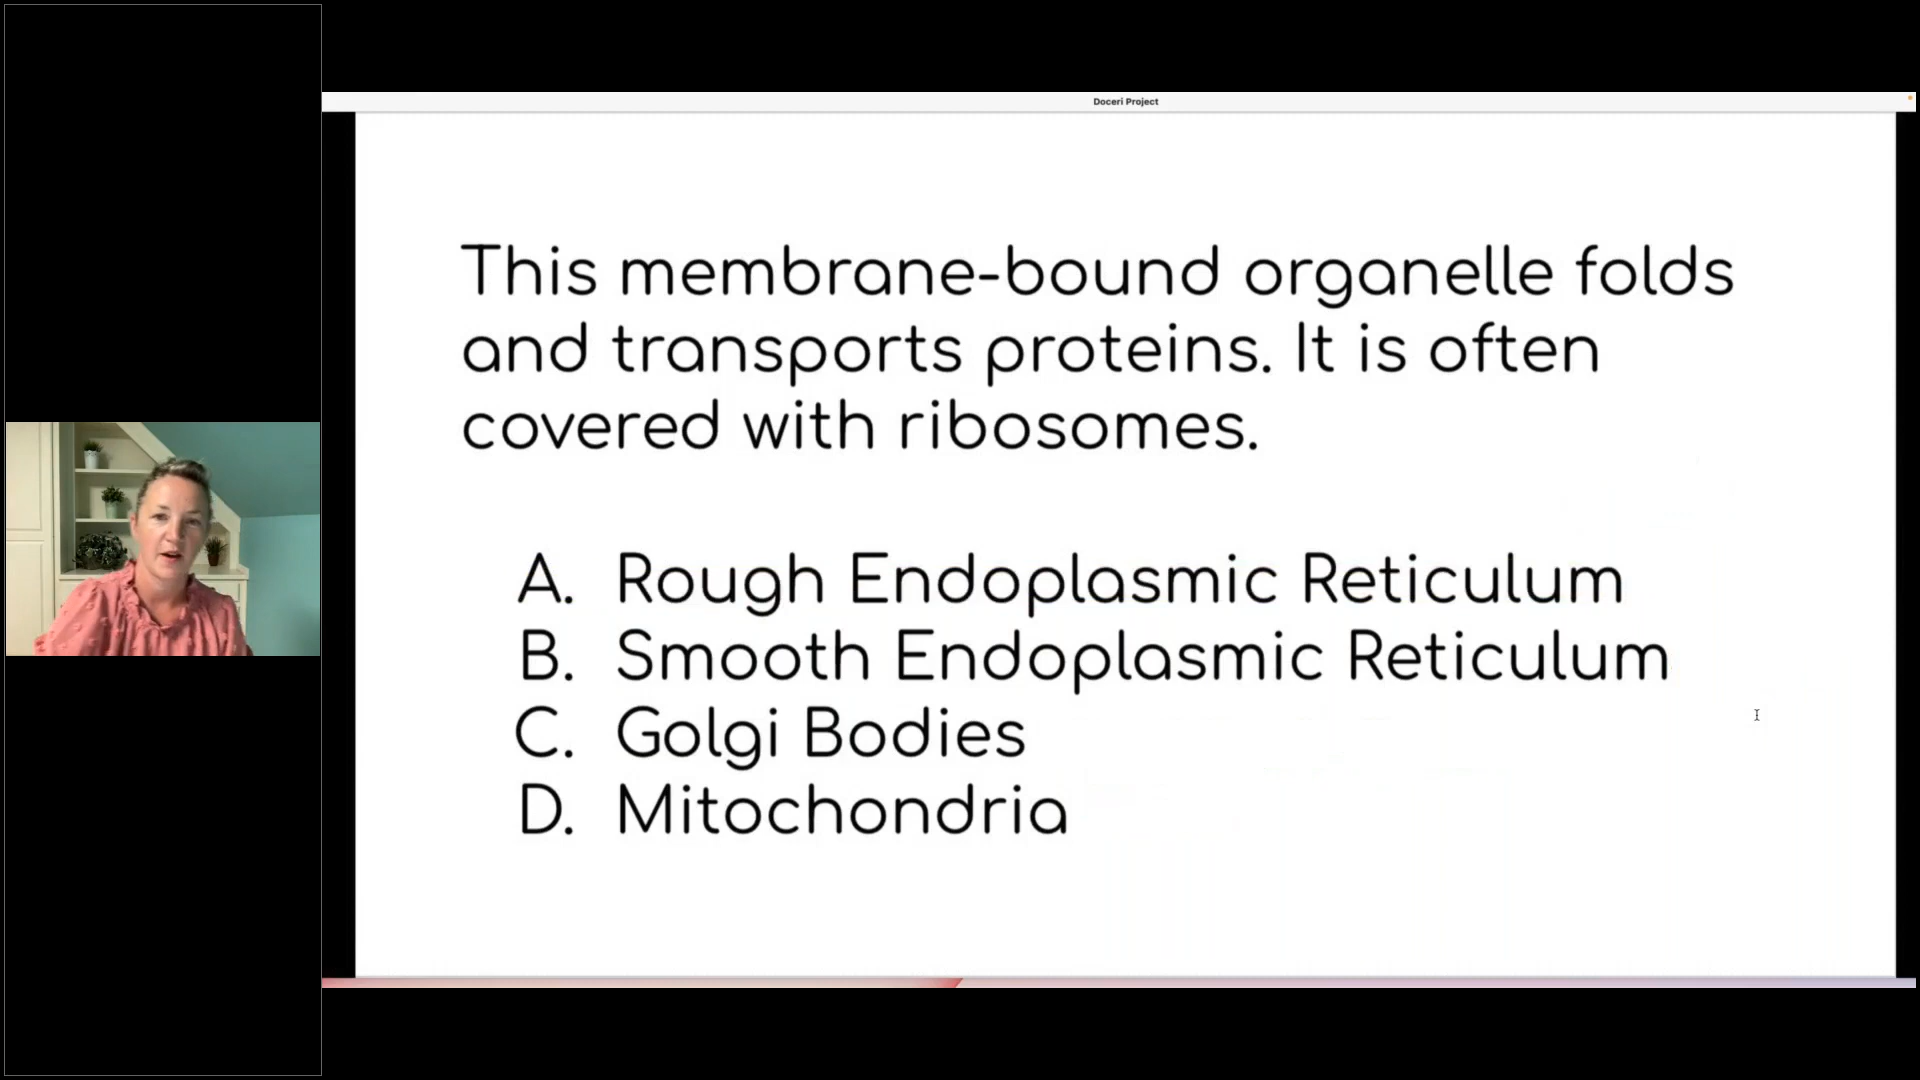 Doceri Project
This membrane-bound organelle folds
and transports proteins. It is often
covered with ribosomes.
A. Rough Endoplasmic Reticulum
B. Smooth Endoplasmic Reticulum
C. Golgi Bodies
D. Mitochondria